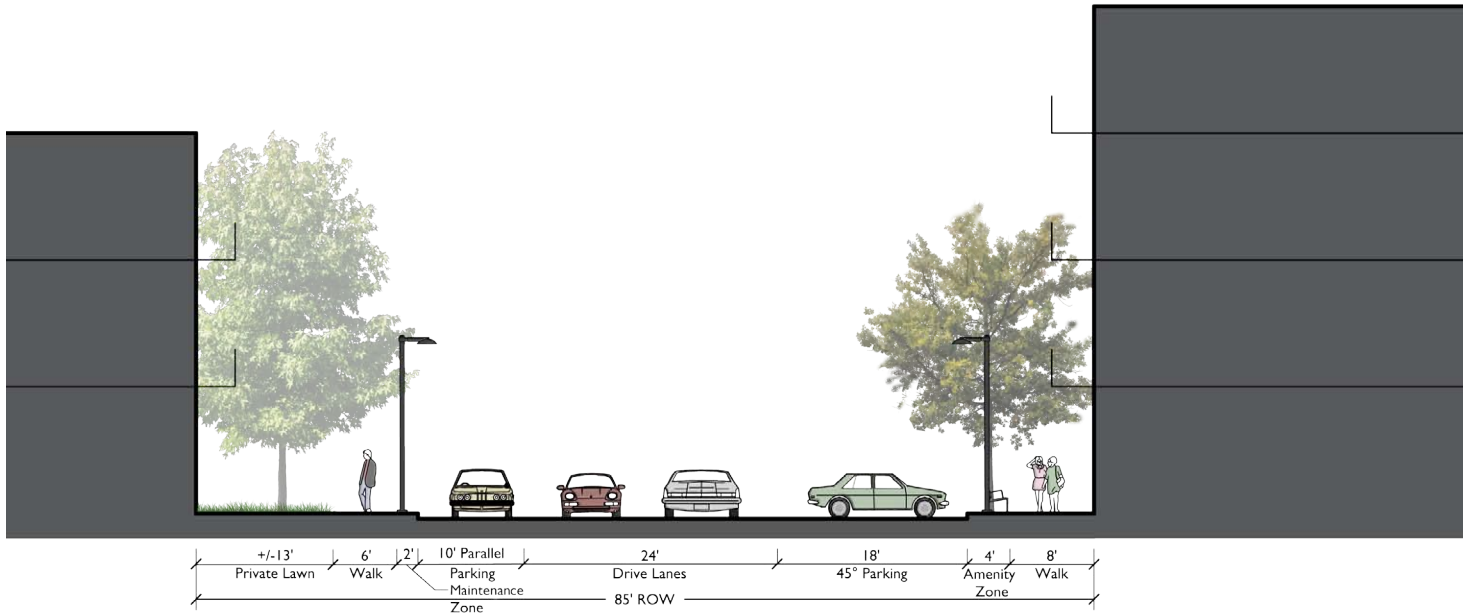 +/-13'
Private Lawn
6'
Walk
2'
Maintenance
Zone
10' Parallel
Parking
24'
Drive Lanes
18'
45° Parking
4'
Amenity
Zone
8'
Walk
85' ROW